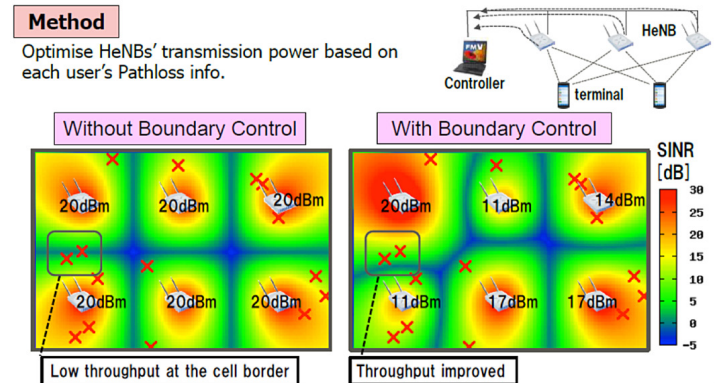 Method
Optimise HeNBs' transmission power based on
each user's Pathloss info.
PMV
HeNB
Controller
terminal
Without Boundary Control
With Boundary Control
SINR
[dB]
20dBm
20dBm
20dBm
20dBm
20dBm
20dBm
20dBm
11dBm
14dBm
11dBm
17dBm
17dBm
30
25
20
15
10
5
0
-5
Low throughput at the cell border
Throughput improved